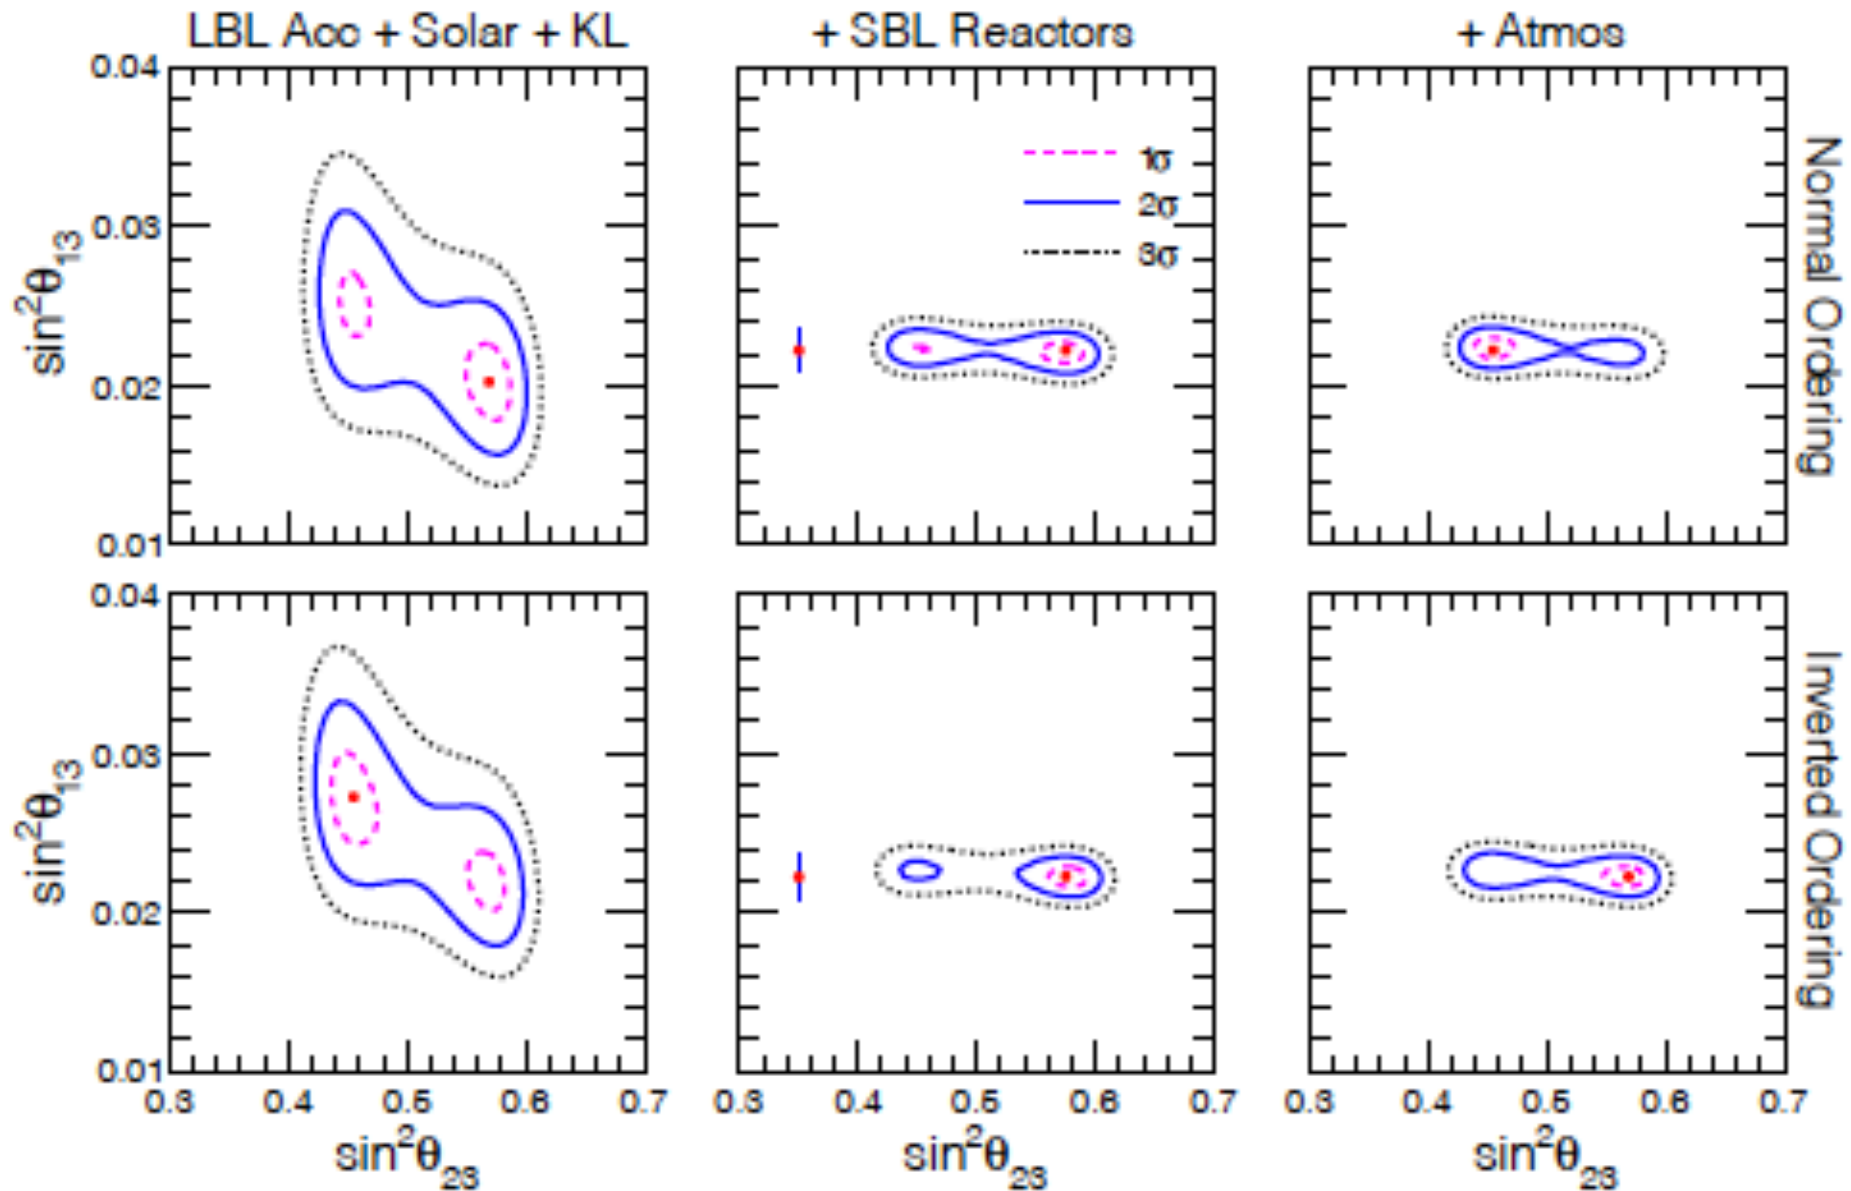 LBL Acc + Solar + KL
+ SBL Reactors
+ Atmos
0.04
0.03
0.02
0.01
sin²θ₁₃
1σ
2σ
3σ
Normal Ordering
0.04
0.03
0.02
0.01
sin²θ₁₃
Inverted Ordering
0.3 0.4 0.5 0.6 0.7
0.3 0.4 0.5 0.6 0.7
0.3 0.4 0.5 0.6 0.7
sin²θ₂₃
sin²θ₂₃
sin²θ₂₃